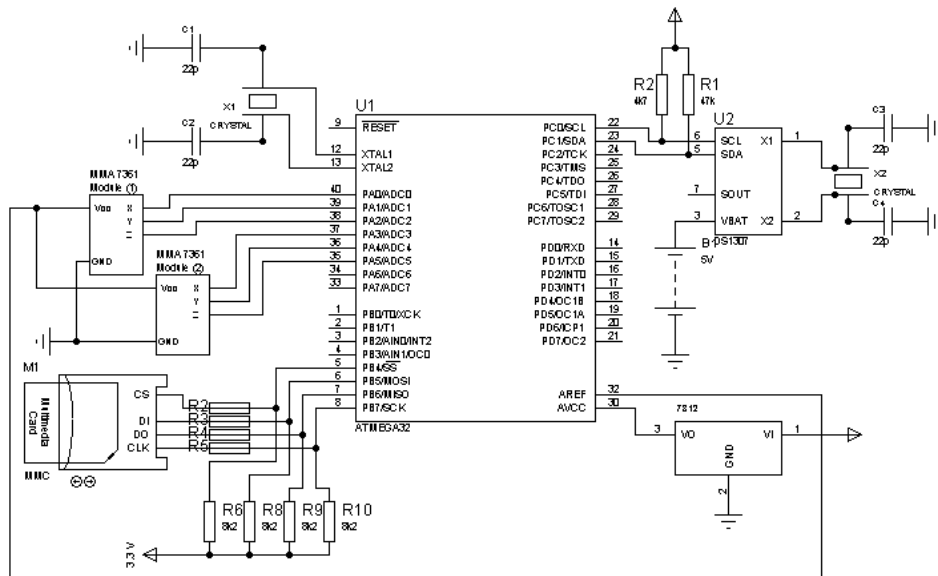 C1
22p
X1
CRYSTAL
C2
22p
MMA7361
Module (1)
VDD
X
Y
Z
GND
MMA7361
Module (2)
VDD
X
Y
Z
GND
M1
Multimedia
Card
CS
DI
DO
CLK
MMC
R2
R3
R4
R5
R6
8k2
R8
8k2
R9
8k2
R10
8k2
3.3 V
U1
9 RESET
12 XTAL1
13 XTAL2
40 PA0/ADC0
39 PA1/ADC1
38 PA2/ADC2
37 PA3/ADC3
36 PA4/ADC4
35 PA5/ADC5
34 PA6/ADC6
33 PA7/ADC7
1 PB0/T0/XCK
2 PB1/T1
3 PB2/AIN0/INT2
4 PB3/AIN1/OC0
5 PB4/SS
6 PB5/MOSI
7 PB6/MISO
8 PB7/SCK
PC0/SCL 22
PC1/SDA 23
PC2/TCK 24
PC3/TMS 25
PC4/TDO 26
PC5/TDI 27
PC6/TOSC1 28
PC7/TOSC2 29
PD0/RXD 14
PD1/TXD 15
PD2/INT0 16
PD3/INT1 17
PD4/OC1B 18
PD5/OC1A 19
PD6/ICP1 20
PD7/OC2 21
AREF 32
AVCC 30
ATMEGA32
R2
4k7
R1
47k
U2
6 SCL
5 SDA
7 SOUT
3 VBAT
X1 1
X2 2
DS1307
B1
5V
C3
22p
X2
CRYSTAL
C4
22p
7812
3 VO
VI 1
GND
2